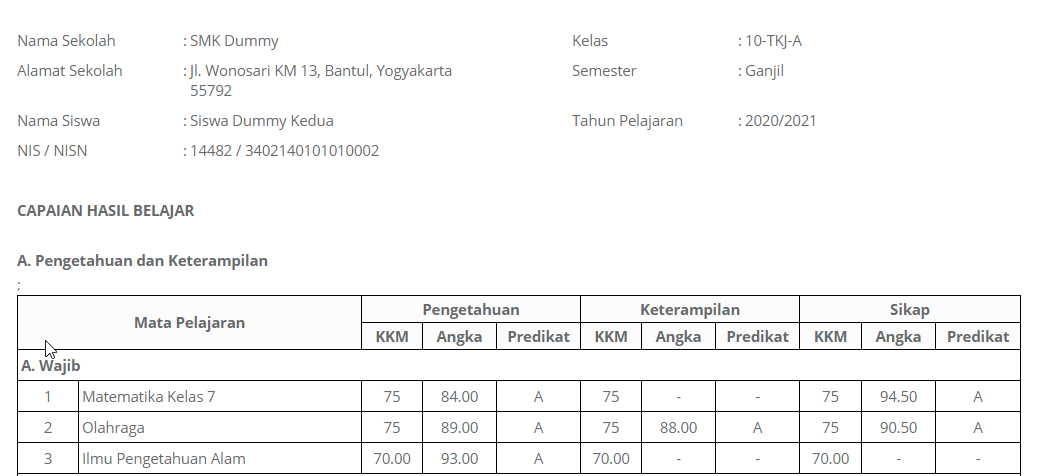 Nama Sekolah : SMK Dummy Kelas : 10-TKJ-A
Alamat Sekolah : Jl. Wonosari KM 13, Bantul, Yogyakarta Semester : Ganjil
55792
Nama Siswa : Siswa Dummy Kedua Tahun Pelajaran : 2020/2021
NIS / NISN : 14482 / 3402140101010002
CAPAIAN HASIL BELAJAR
A. Pengetahuan dan Keterampilan
;
Mata Pelajaran Pengetahuan Keterampilan Sikap
KKM Angka Predikat KKM Angka Predikat KKM Angka Predikat
A. Wajib
1 Matematika Kelas 7 75 84.00 A 75 - - 75 94.50 A
2 Olahraga 75 89.00 A 75 88.00 A 75 90.50 A
3 Ilmu Pengetahuan Alam 70.00 93.00 A 70.00 - - 70.00 - -